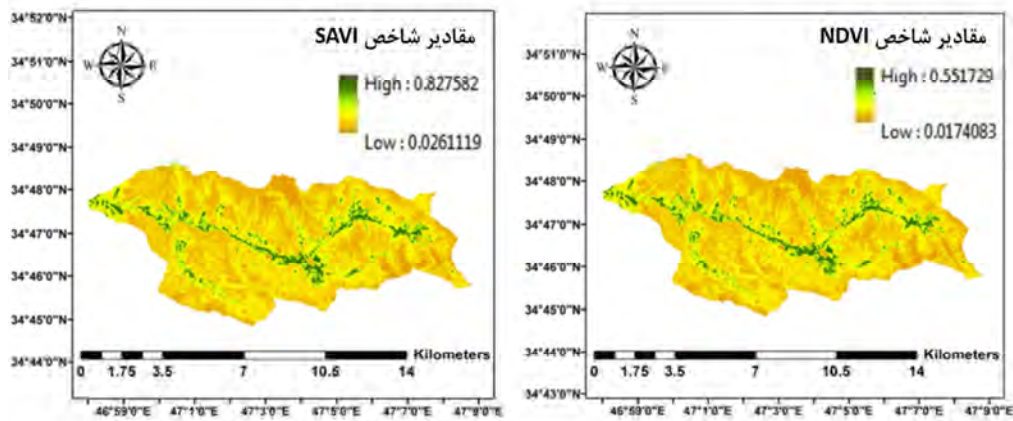 مقادیر شاخص SAVI
High : 0.827582
Low : 0.0261119
N
W E
S
34°52'0"N
34°51'0"N
34°50'0"N
34°49'0"N
34°48'0"N
34°47'0"N
34°46'0"N
34°45'0"N
34°44'0"N
Kilometers
0 1.75 3.5 7 10.5 14
46°59'0"E 47°1'0"E 47°3'0"E 47°5'0"E 47°7'0"E 47°9'0"E
مقادیر شاخص NDVI
High : 0.551729
Low : 0.0174083
N
W E
S
34°51'0"N
34°50'0"N
34°49'0"N
34°48'0"N
34°47'0"N
34°46'0"N
34°45'0"N
34°44'0"N
34°43'0"N
Kilometers
0 1.75 3.5 7 10.5 14
46°59'0"E 47°1'0"E 47°3'0"E 47°5'0"E 47°7'0"E 47°9'0"E